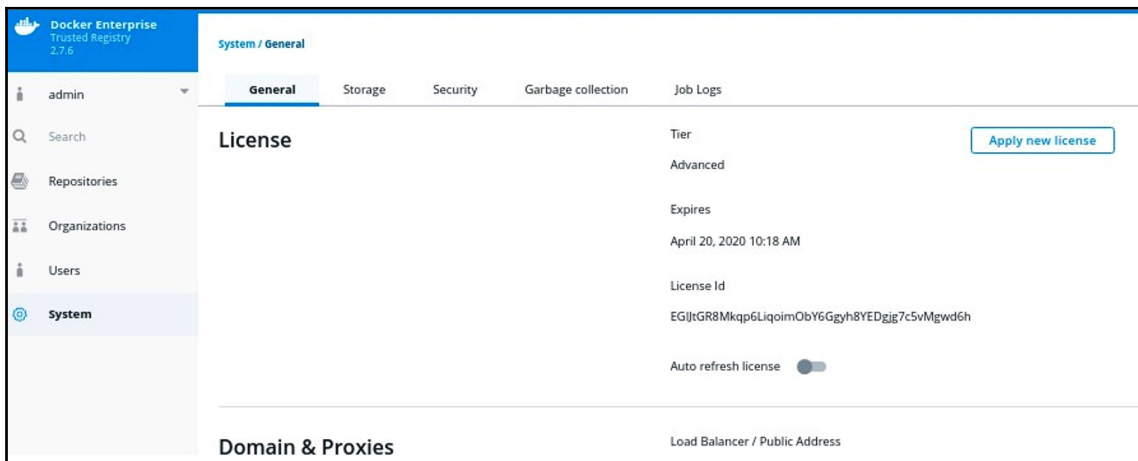 Docker Enterprise
Trusted Registry
2.7.6
admin
Search
Repositories
Organizations
Users
System
System / General
General
Storage
Security
Garbage collection
Job Logs
License
Tier
Apply new license
Advanced
Expires
April 20, 2020 10:18 AM
License Id
EGlJtGR8Mkqp6LiqoimObY6Ggyh8YEDgjg7c5vMgwd6h
Auto refresh license
Domain & Proxies
Load Balancer / Public Address